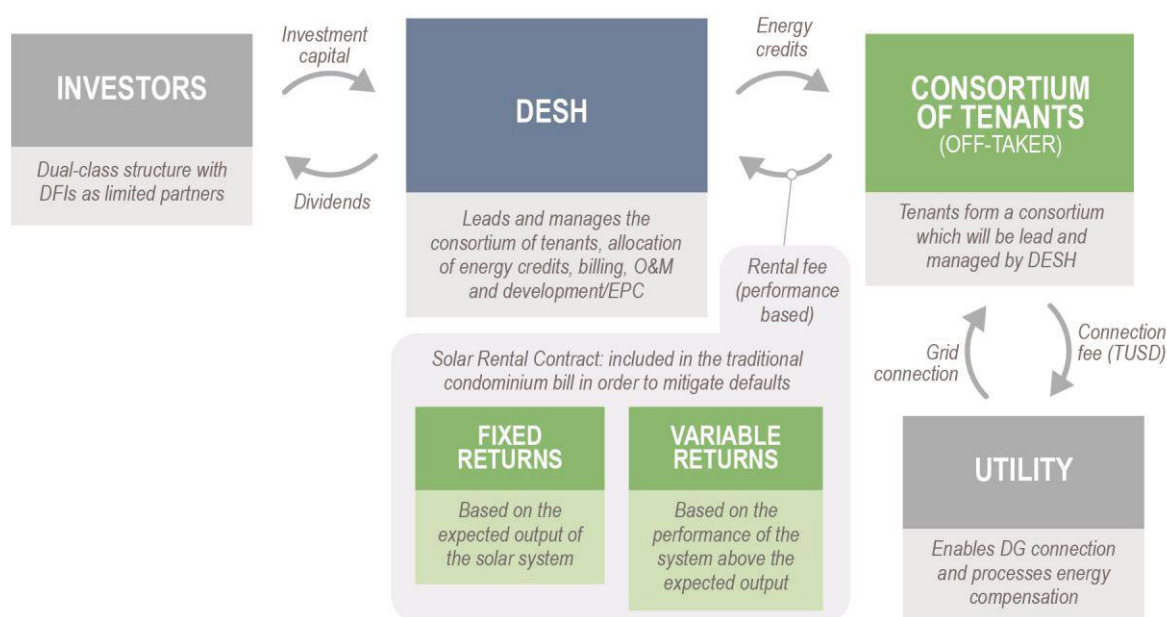 INVESTORS
Dual-class structure with
DFIs as limited partners
Investment
capital
Dividends
DESH
Leads and manages the
consortium of tenants, allocation
of energy credits, billing, O&M
and development/EPC
Energy
credits
Rental fee
(performance
based)
CONSORTIUM
OF TENANTS
(OFF-TAKER)
Tenants form a consortium
which will be lead and
managed by DESH
Solar Rental Contract: included in the traditional
condominium bill in order to mitigate defaults
FIXED
RETURNS
Based on the
expected output of
the solar system
VARIABLE
RETURNS
Based on the
performance of the
system above the
expected output
Grid
connection
Connection
fee (TUSD)
UTILITY
Enables DG connection
and processes energy
compensation